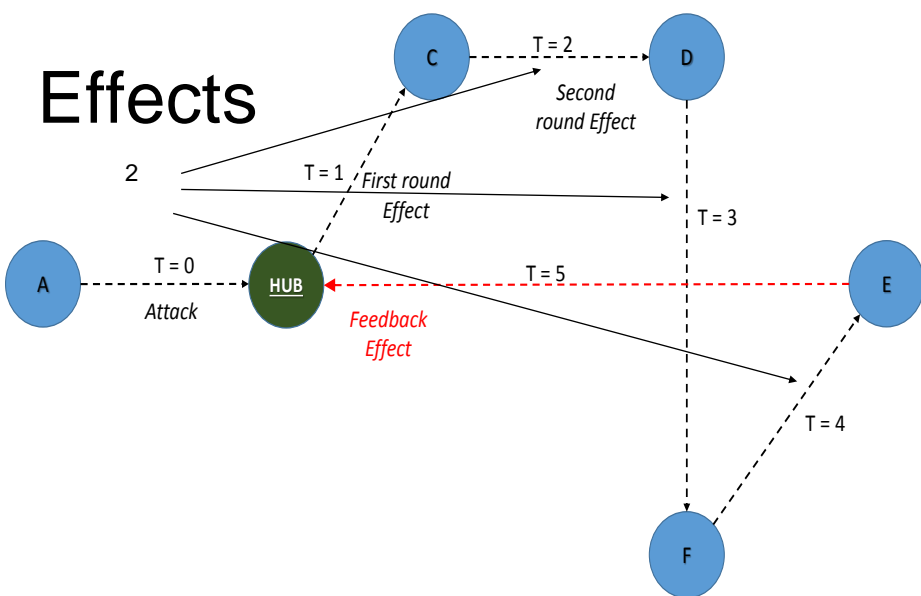 C
T = 2
D
Effects
Second
round Effect
2
T = 1
First round
Effect
T = 3
A
T = 0
HUB
T = 5
E
Attack
Feedback
Effect
T = 4
F